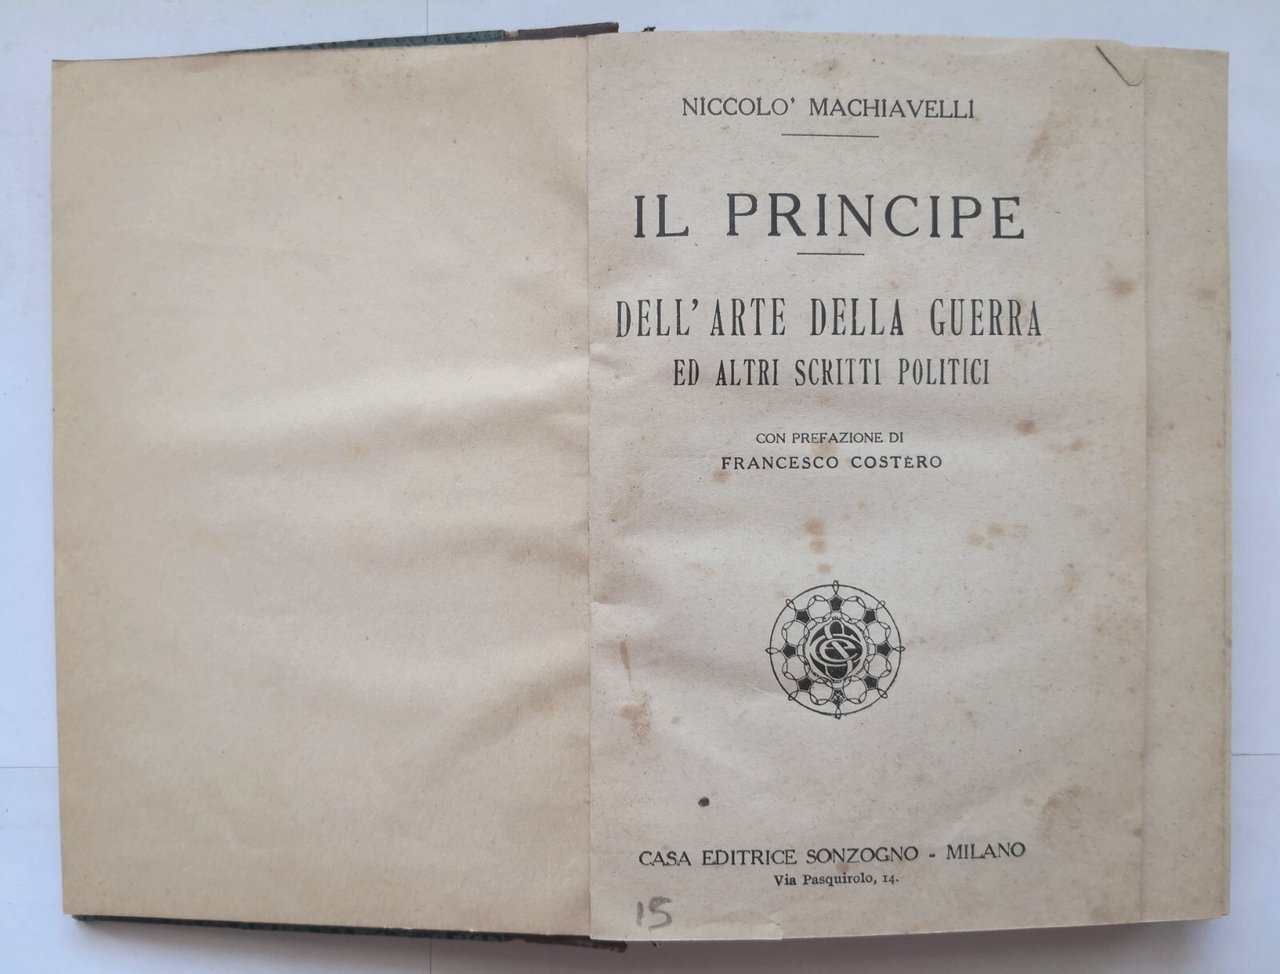 NICCOLO' MACHIAVELLI
IL PRINCIPE
DELL'ARTE DELLA GUERRA
ED ALTRI SCRITTI POLITICI
CON PREFAZIONE DI
FRANCESCO COSTÈRO
CASA EDITRICE SONZOGNO - MILANO
Via Pasquirolo, 14.
15